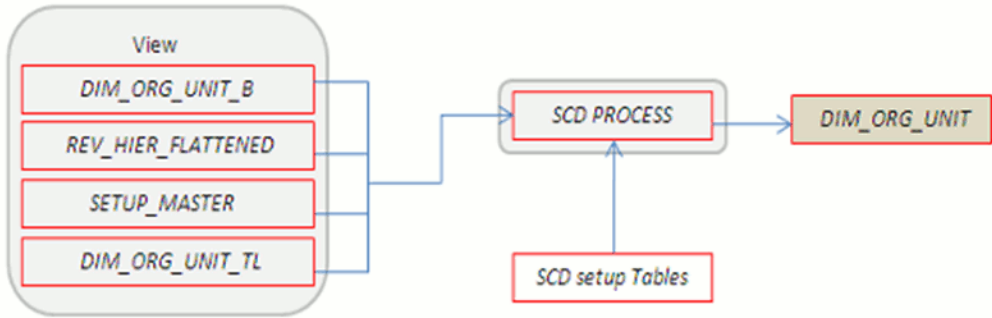 View
DIM_ORG_UNIT_B
REV_HIER_FLATTENED
SETUP_MASTER
DIM_ORG_UNIT_TL
SCD PROCESS
DIM_ORG_UNIT
SCD setup Tables